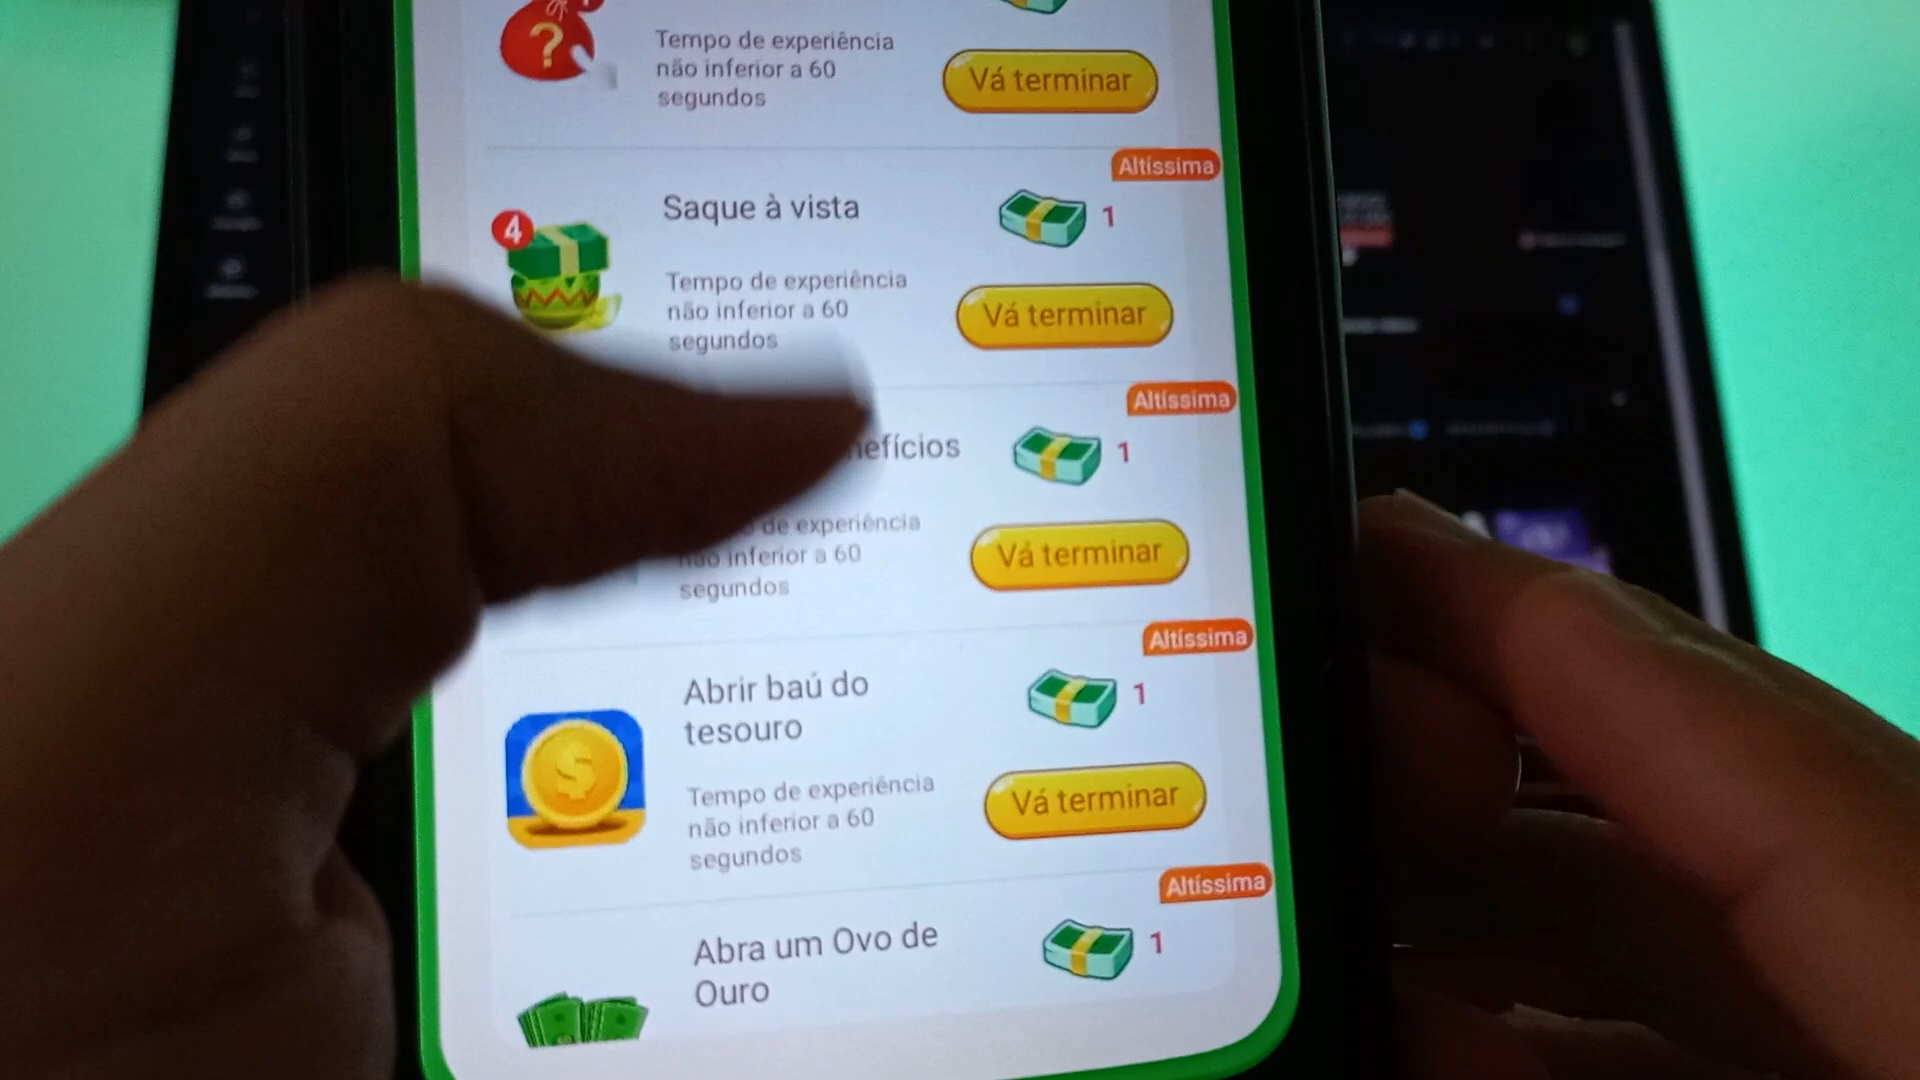 ?
Tempo de experiência
não inferior a 60
segundos
Vá terminar
Altíssima
Saque à vista
1
4
Tempo de experiência
não inferior a 60
segundos
Vá terminar
Altíssima
nefícios
1
de experiência
não inferior a 60
segundos
Vá terminar
Altíssima
Abrir baú do
tesouro
1
$
Tempo de experiência
não inferior a 60
segundos
Vá terminar
Altíssima
Abra um Ovo de
Ouro
1